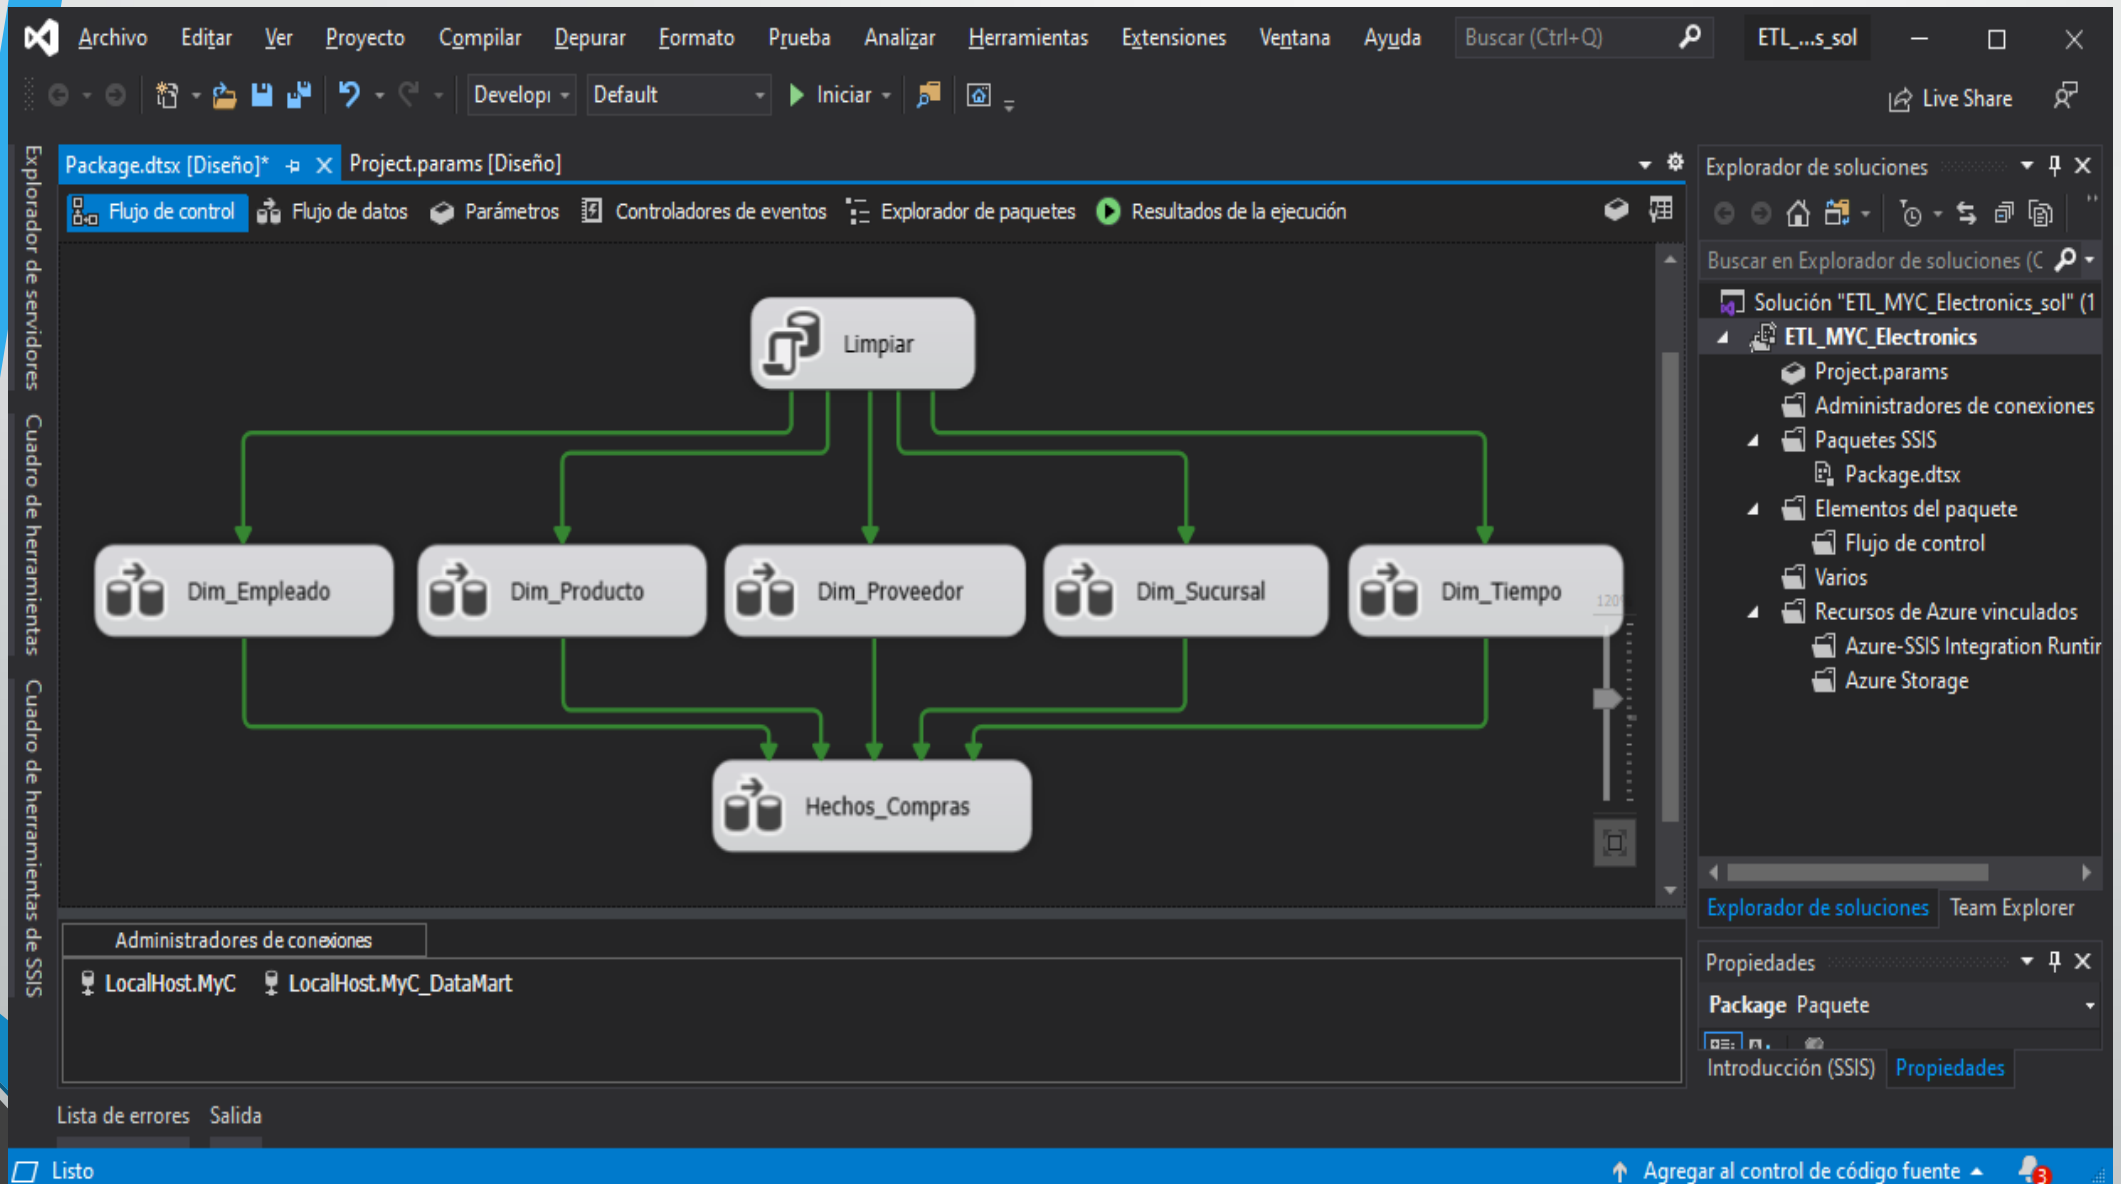 Archivo Editar Ver Proyecto Compilar Depurar Formato Prueba Analizar Herramientas Extensiones Ventana Ayuda Buscar (Ctrl+Q) ETL_...s_sol
Default Iniciar Live Share
Package.dtsx [Diseño]* Project.params [Diseño]
Flujo de control Flujo de datos Parámetros Controladores de eventos Explorador de paquetes Resultados de la ejecución
Explorador de servidores
Cuadro de herramientas
Cuadro de herramientas de SSIS
Limpiar
Dim_Empleado Dim_Producto Dim_Proveedor Dim_Sucursal Dim_Tiempo
Hechos_Compras
Administradores de conexiones
LocalHost.MyC LocalHost.MyC_DataMart
Explorador de soluciones
Buscar en Explorador de soluciones (C
Solución "ETL_MYC_Electronics_sol" (1
ETL_MYC_Electronics
Project.params
Administradores de conexiones
Paquetes SSIS
Package.dtsx
Elementos del paquete
Flujo de control
Varios
Recursos de Azure vinculados
Azure-SSIS Integration Runtir
Azure Storage
Explorador de soluciones Team Explorer
Propiedades
Package Paquete
Introducción (SSIS) Propiedades
Lista de errores Salida
Listo Agregar al control de código fuente 3